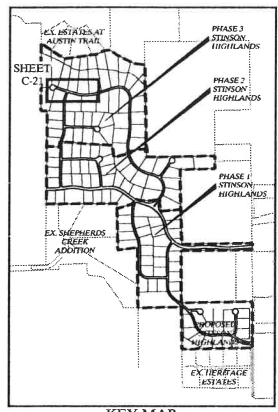 EX. ESTATES AT
AUSTIN TRAIL
SHEET
C-21
PHASE 3
STINSON
HIGHLANDS
PHASE 2
STINSON
HIGHLANDS
PHASE 1
STINSON
HIGHLANDS
EX. SHEPHERDS
CREEK
ADDITION
PROPOSED
STINSON
HIGHLANDS
EX. HERITAGE
ESTATES
KEY MAP